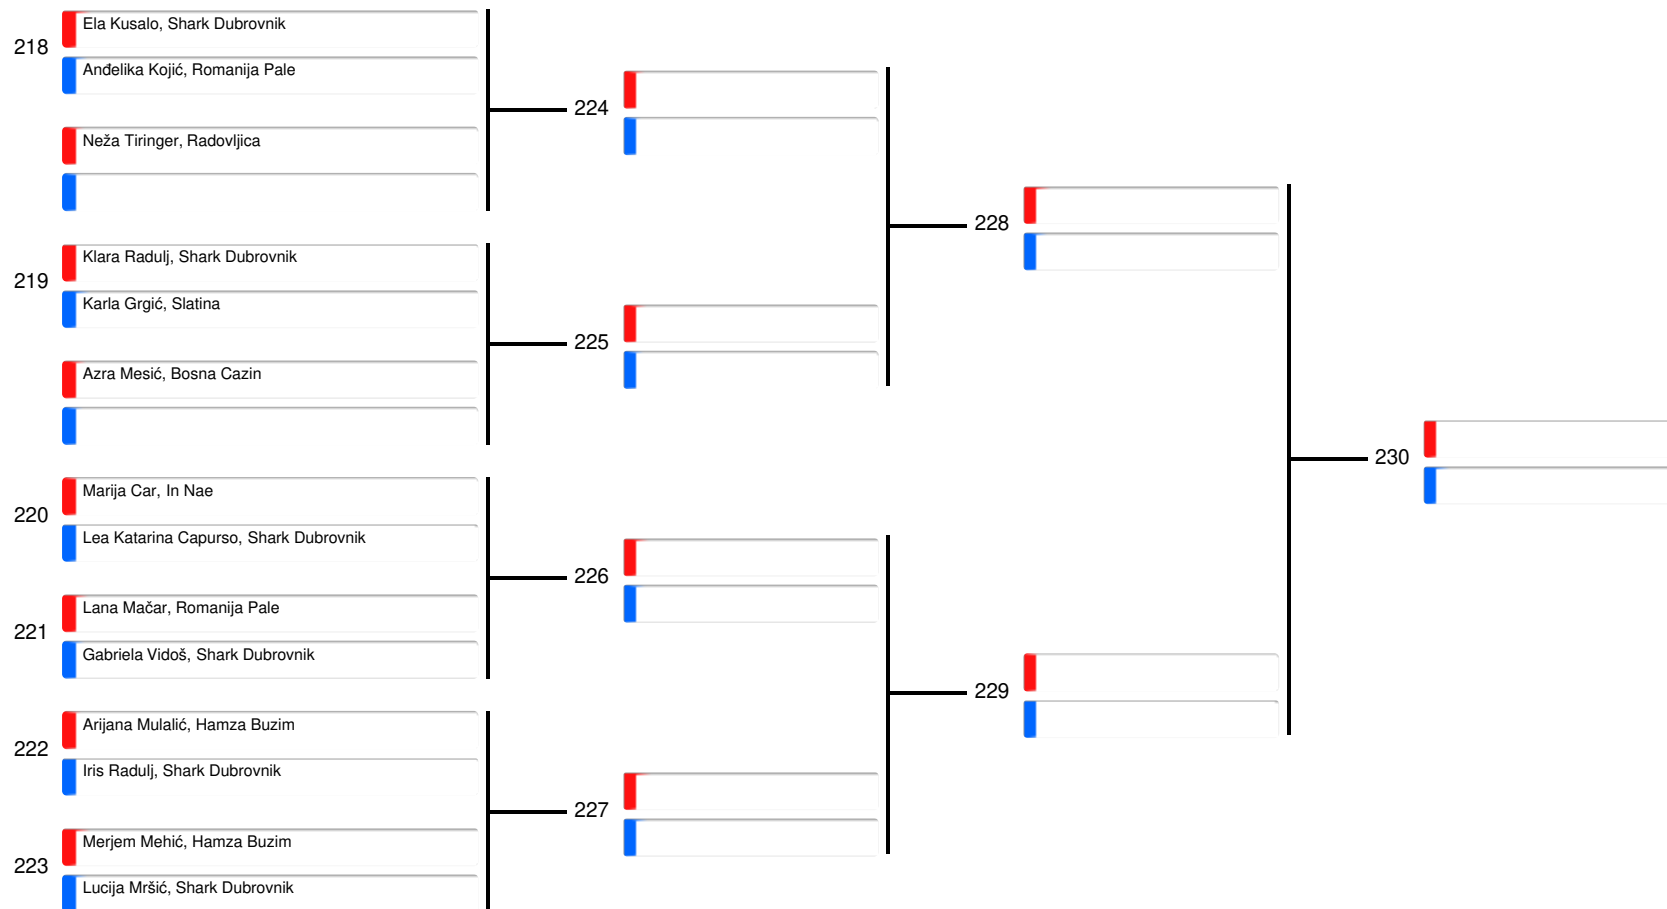 Ela Kusalo, Shark Dubrovnik
218
Anđelika Kojić, Romanija Pale
224
Neža Tiringer, Radovljica
228
Klara Radulj, Shark Dubrovnik
219
Karla Grgić, Slatina
225
Azra Mesić, Bosna Cazin
230
Marija Car, In Nae
220
Lea Katarina Capurso, Shark Dubrovnik
226
Lana Mačar, Romanija Pale
221
Gabriela Vidoš, Shark Dubrovnik
229
Arijana Mulalić, Hamza Buzim
222
Iris Radulj, Shark Dubrovnik
227
Merjem Mehić, Hamza Buzim
223
Lucija Mršić, Shark Dubrovnik